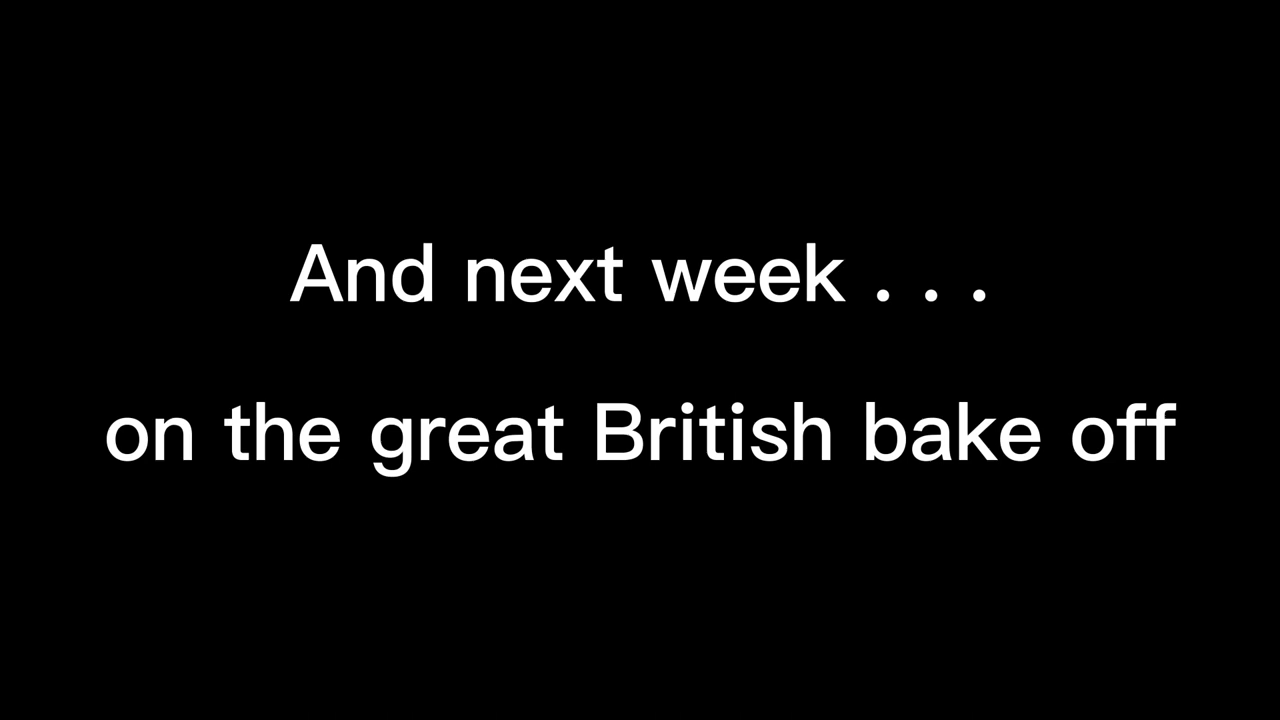 And next week . . .
on the great British bake off